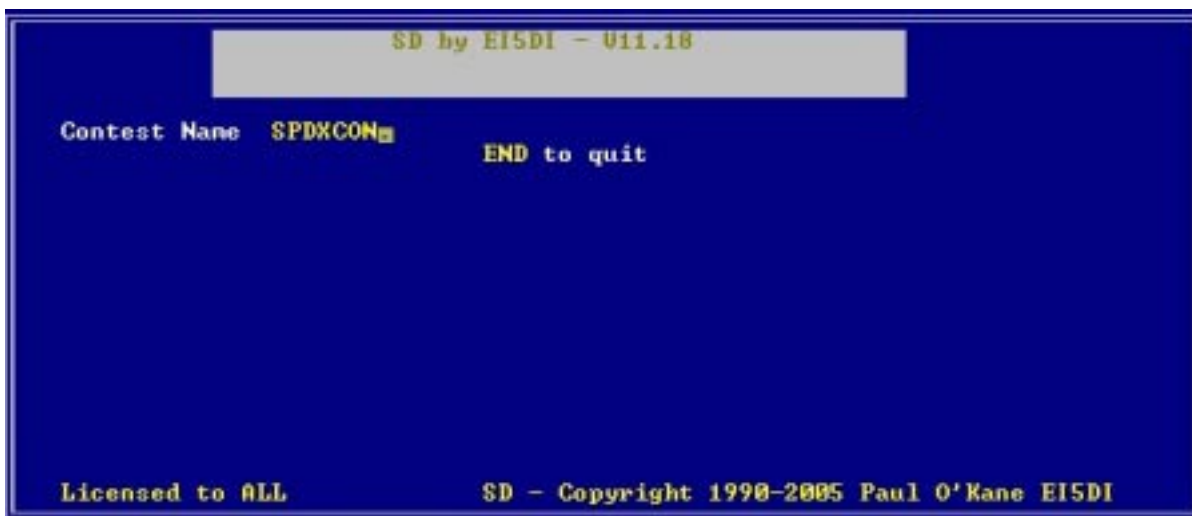 SD by EI5DI - V11.18
Contest Name SPDXCON
END to quit
Licensed to ALL
SD - Copyright 1990-2005 Paul O'Kane EI5DI